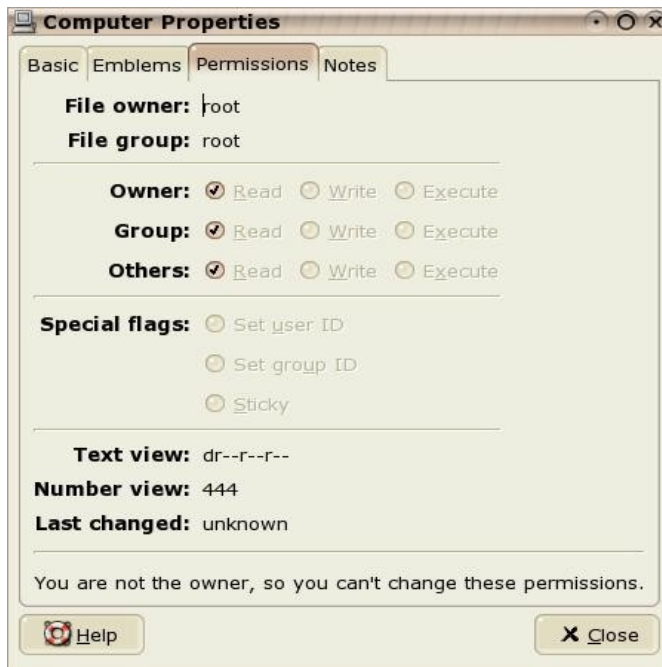 Computer Properties
Basic Emblems Permissions Notes
File owner: root
File group: root
Owner: Read Write Execute
Group: Read Write Execute
Others: Read Write Execute
Special flags: Set user ID
Set group ID
Sticky
Text view: dr--r--r--
Number view: 444
Last changed: unknown
You are not the owner, so you can't change these permissions.
Help Close